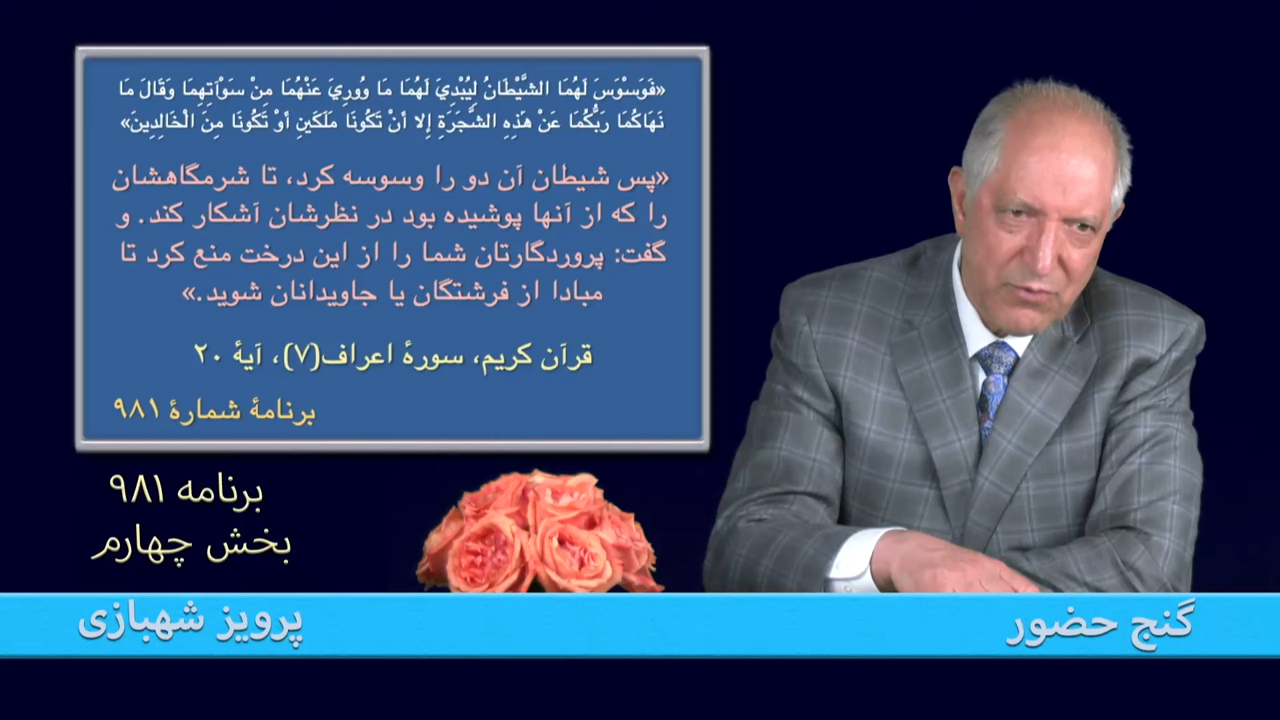 «فَوَسْوَسَ لَهُمَا الشَّيْطَانُ لِيُبْدِيَ لَهُمَا مَا وُورِيَ عَنْهُمَا مِنْ سَوْآتِهِمَا وَقَالَ مَا
نَهَاكُمَا رَبُّكُمَا عَنْ هَٰذِهِ الشَّجَرَةِ إِلا أَنْ تَكُونَا مَلَكَيْنِ أَوْ تَكُونَا مِنَ الْخَالِدِينَ»
«پس شیطان آن دو را وسوسه کرد، تا شرمگاهشان
را که از آنها پوشیده بود در نظرشان آشکار کند. و
گفت: پروردگارتان شما را از این درخت منع کرد تا
مبادا از فرشتگان یا جاویدانان شوید.»
قرآن کریم، سورهٔ اعراف(۷)، آیهٔ ۲۰
برنامهٔ شمارهٔ ۹۸۱
برنامه ۹۸۱
بخش چهارم
گنج حضور
پرویز شهبازی